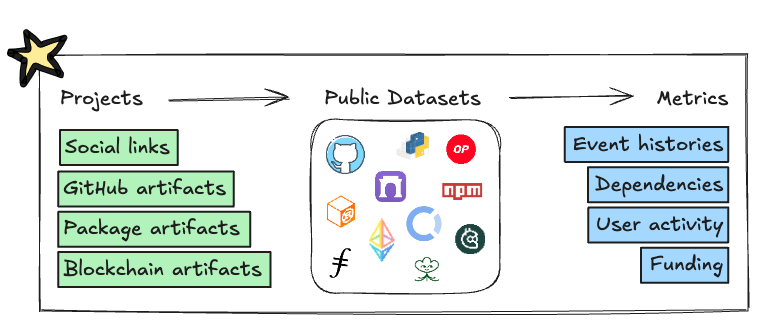 Projects
Public Datasets
Metrics
Social links
GitHub artifacts
Package artifacts
Blockchain artifacts
OP
npm
Event histories
Dependencies
User activity
Funding